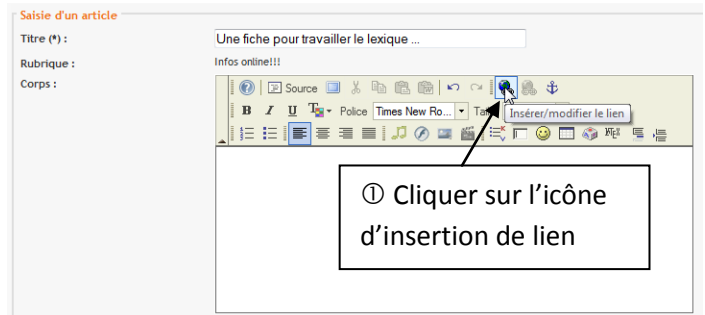 Saisie d'un article
Titre (*) : Une fiche pour travailler le lexique ...
Rubrique : Infos online!!!
Corps :
Source
B I U T Police Times New Ro... Ta
Insérer/modifier le lien
① Cliquer sur l'icône
d'insertion de lien